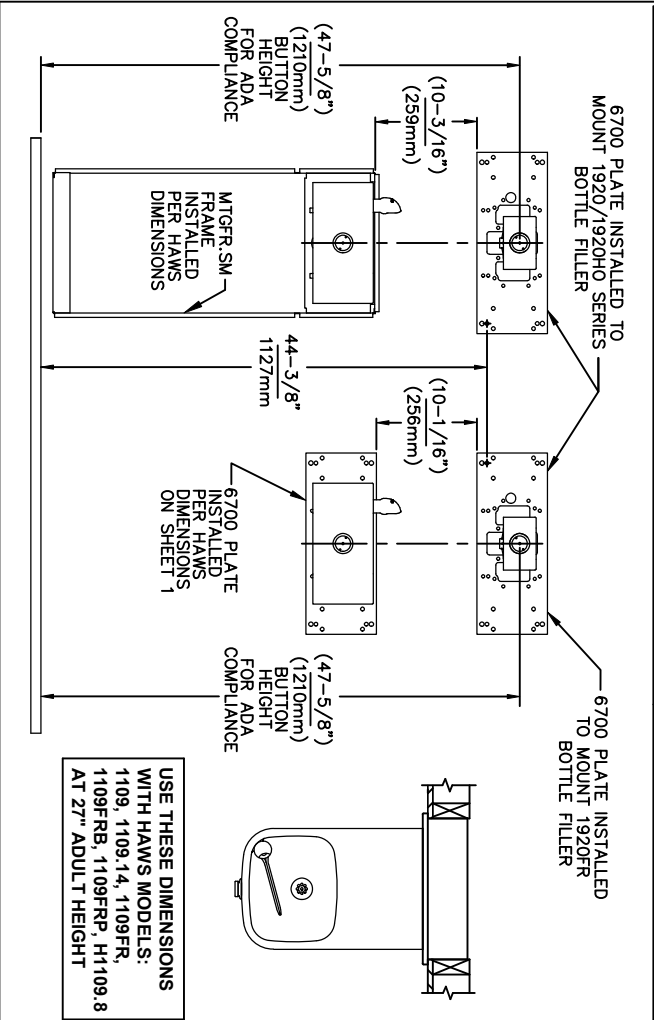 6700 PLATE INSTALLED TO
MOUNT 1920/1920HO SERIES
BOTTLE FILLER
6700 PLATE INSTALLED
TO MOUNT 1920FR
BOTTLE FILLER
(47-5/8")
(1210mm)
BUTTON
HEIGHT
FOR ADA
COMPLIANCE
(10-3/16")
(259mm)
MTGFR.SM
FRAME
INSTALLED
PER HAWS
DIMENSIONS
44-3/8"
1127mm
(10-1/16")
(256mm)
6700 PLATE
INSTALLED
PER HAWS
DIMENSIONS
ON SHEET 1
(47-5/8")
(1210mm)
BUTTON
HEIGHT
FOR ADA
COMPLIANCE
USE THESE DIMENSIONS
WITH HAWS MODELS:
1109, 1109.14, 1109FR,
1109FRB, 1109FRP, H1109.8
AT 27" ADULT HEIGHT